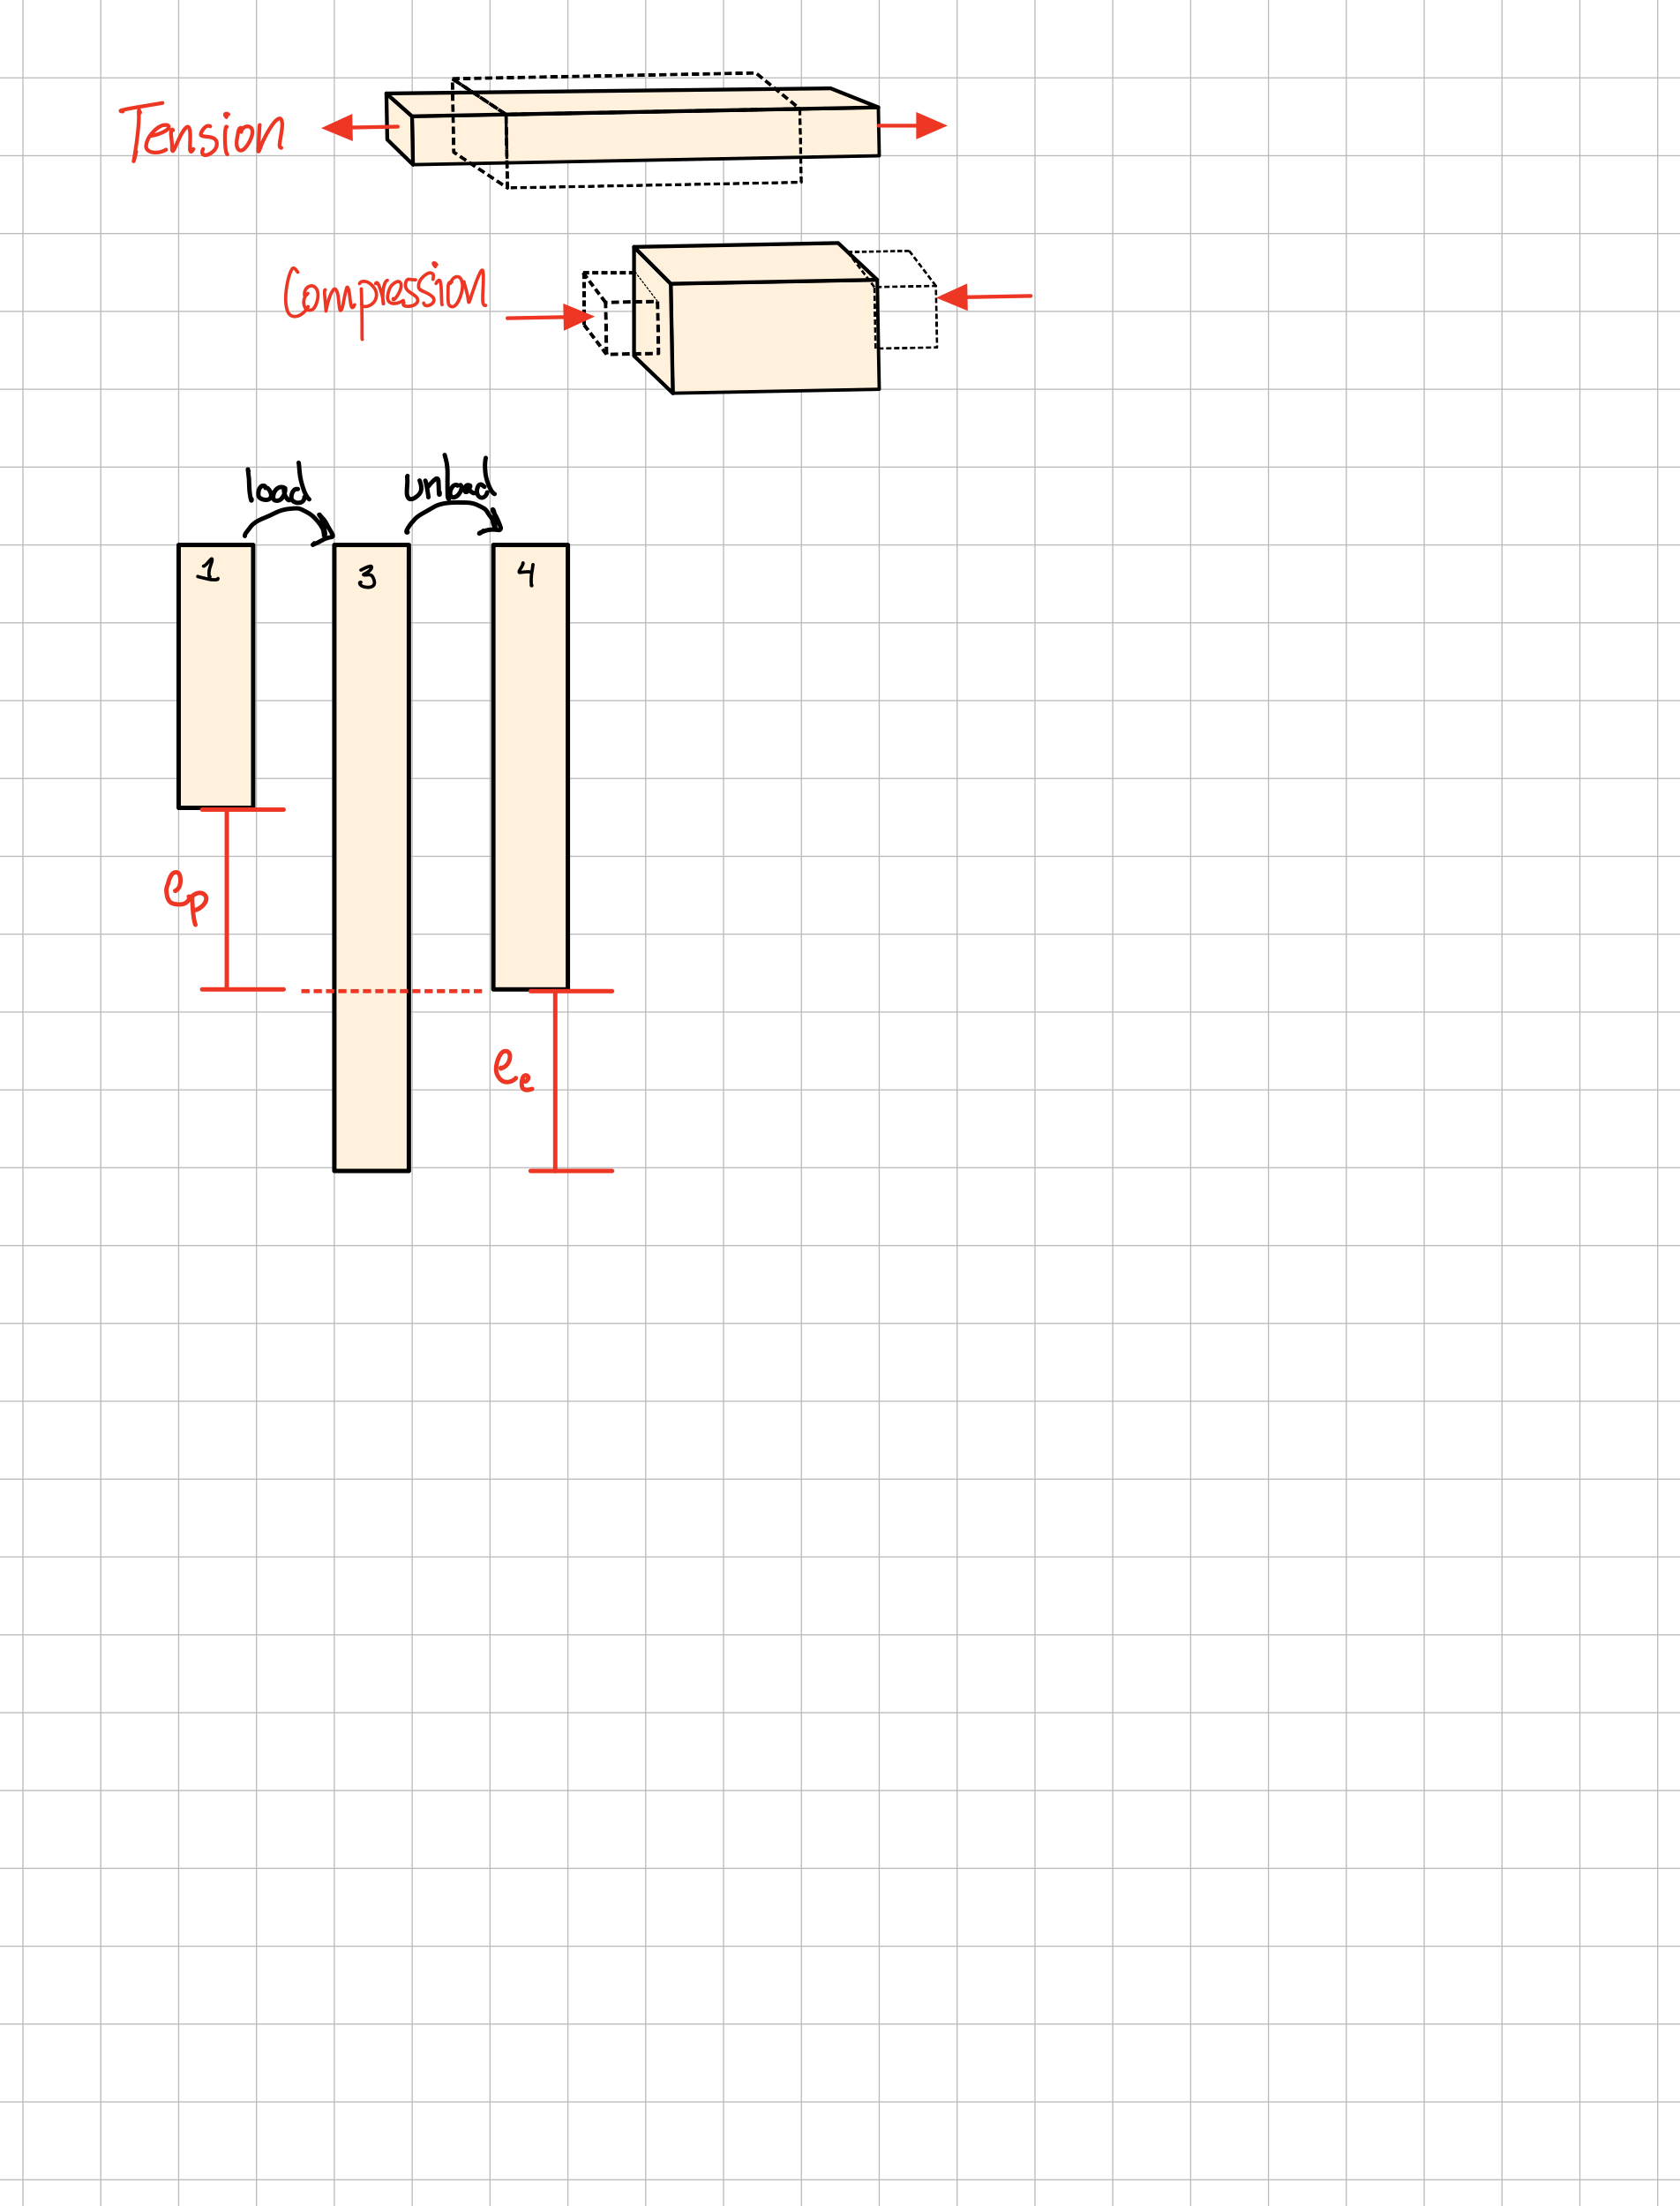 Tension
Compression
load unload
1 3 4
ep
ee